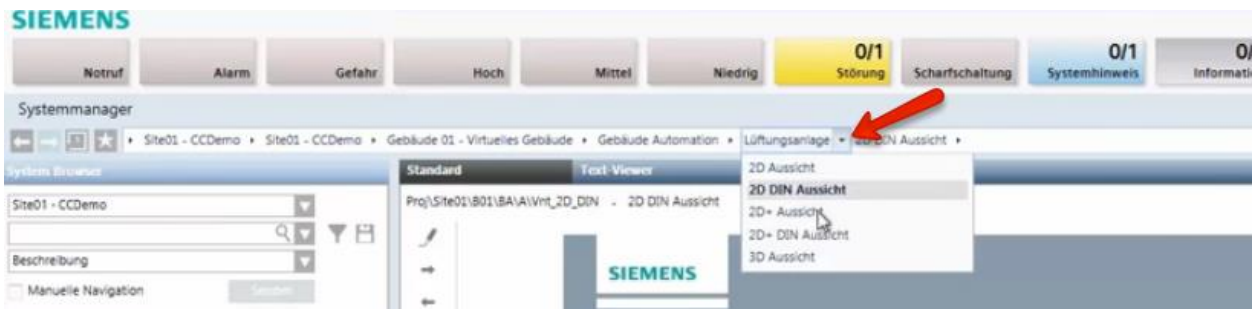 SIEMENS
0/1 0/1
Notruf Alarm Gefahr Hoch Mittel Niedrig Störung Scharfschaltung Systemhinweis
Systemmanager
Site01 - CCDemo Site01 - CCDemo Gebäude 01 - Virtuelles Gebäude Gebäude Automation Lüftungsanlage 2D DIN Aussicht
System Browser Standard Text-Viewer
2D Aussicht
2D DIN Aussicht
2D+ Aussicht
2D+ DIN Aussicht
3D Aussicht
Site01 - CCDemo
Proj\Site01\B01\BA\A\Vnt_2D_DIN - 2D DIN Aussicht
Beschreibung
Manuelle Navigation Senden
SIEMENS